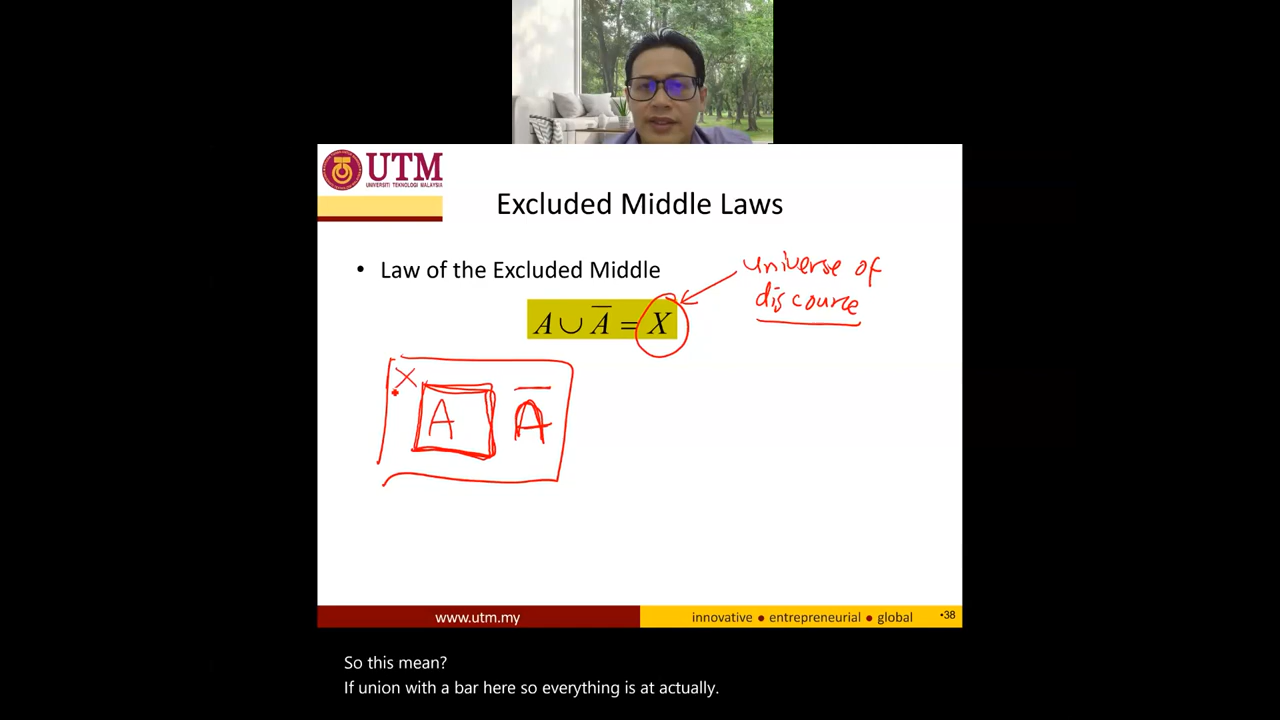 UTM
UNIVERSITI TEKNOLOGI MALAYSIA
Excluded Middle Laws
• Law of the Excluded Middle
universe of
discourse
A ∪ A̅ = X
X
A A̅
www.utm.my
innovative ● entrepreneurial ● global
•38
So this mean?
If union with a bar here so everything is at actually.